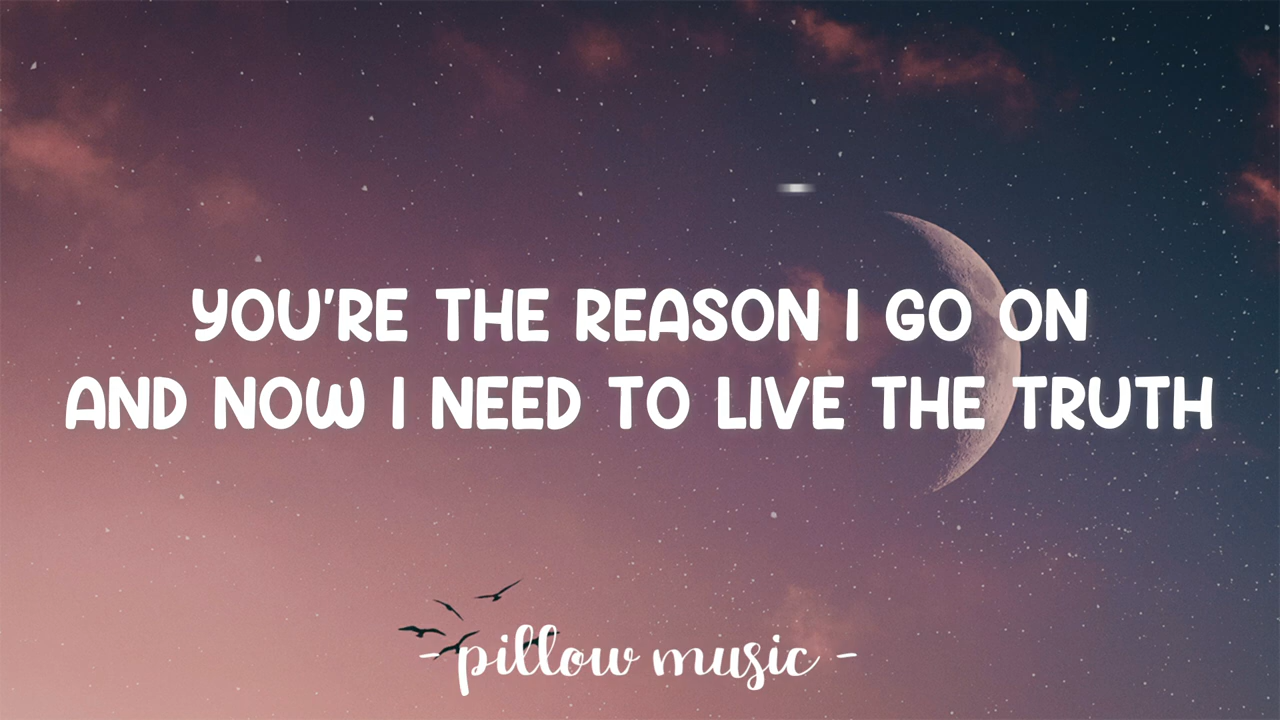 YOU'RE THE REASON I GO ON
AND NOW I NEED TO LIVE THE TRUTH
- pillow music -